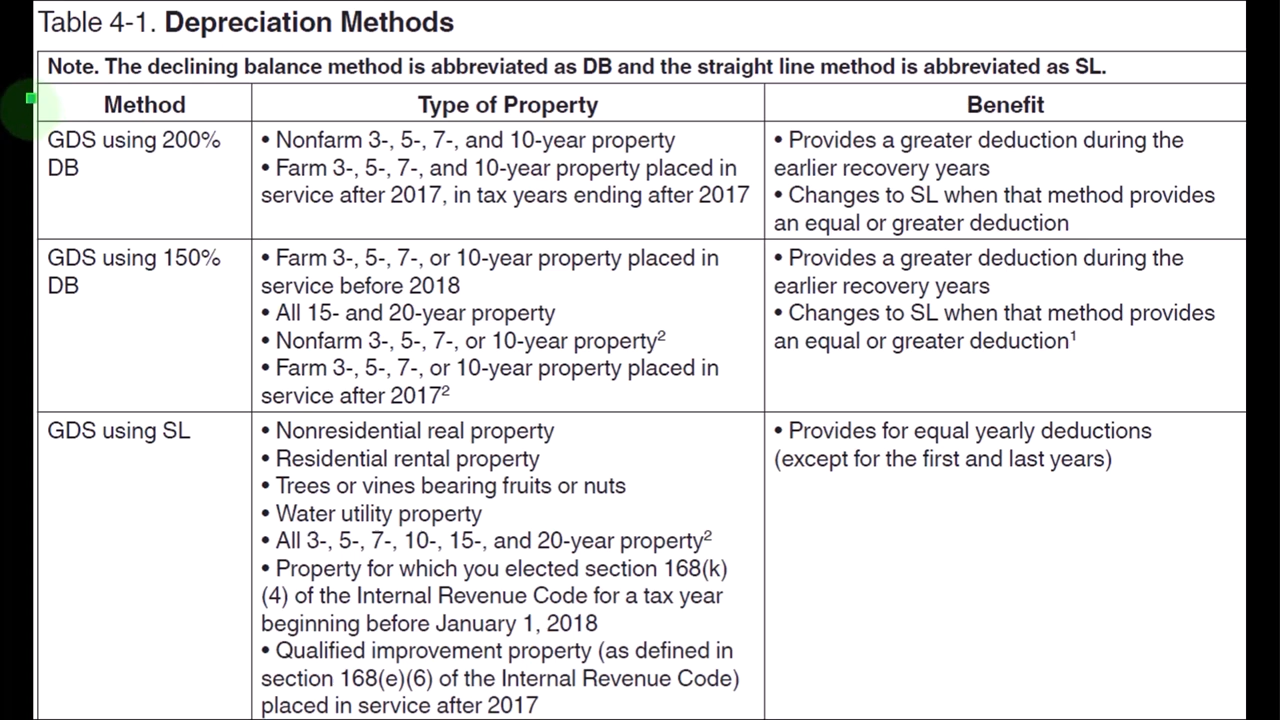 Table 4-1. Depreciation Methods
Note. The declining balance method is abbreviated as DB and the straight line method is abbreviated as SL.
Method
Type of Property
Benefit
GDS using 200%
DB
• Nonfarm 3-, 5-, 7-, and 10-year property
• Farm 3-, 5-, 7-, and 10-year property placed in
service after 2017, in tax years ending after 2017
• Provides a greater deduction during the
earlier recovery years
• Changes to SL when that method provides
an equal or greater deduction
GDS using 150%
DB
• Farm 3-, 5-, 7-, or 10-year property placed in
service before 2018
• All 15- and 20-year property
• Nonfarm 3-, 5-, 7-, or 10-year property²
• Farm 3-, 5-, 7-, or 10-year property placed in
service after 2017²
• Provides a greater deduction during the
earlier recovery years
• Changes to SL when that method provides
an equal or greater deduction¹
GDS using SL
• Nonresidential real property
• Residential rental property
• Trees or vines bearing fruits or nuts
• Water utility property
• All 3-, 5-, 7-, 10-, 15-, and 20-year property²
• Property for which you elected section 168(k)
(4) of the Internal Revenue Code for a tax year
beginning before January 1, 2018
• Qualified improvement property (as defined in
section 168(e)(6) of the Internal Revenue Code)
placed in service after 2017
• Provides for equal yearly deductions
(except for the first and last years)